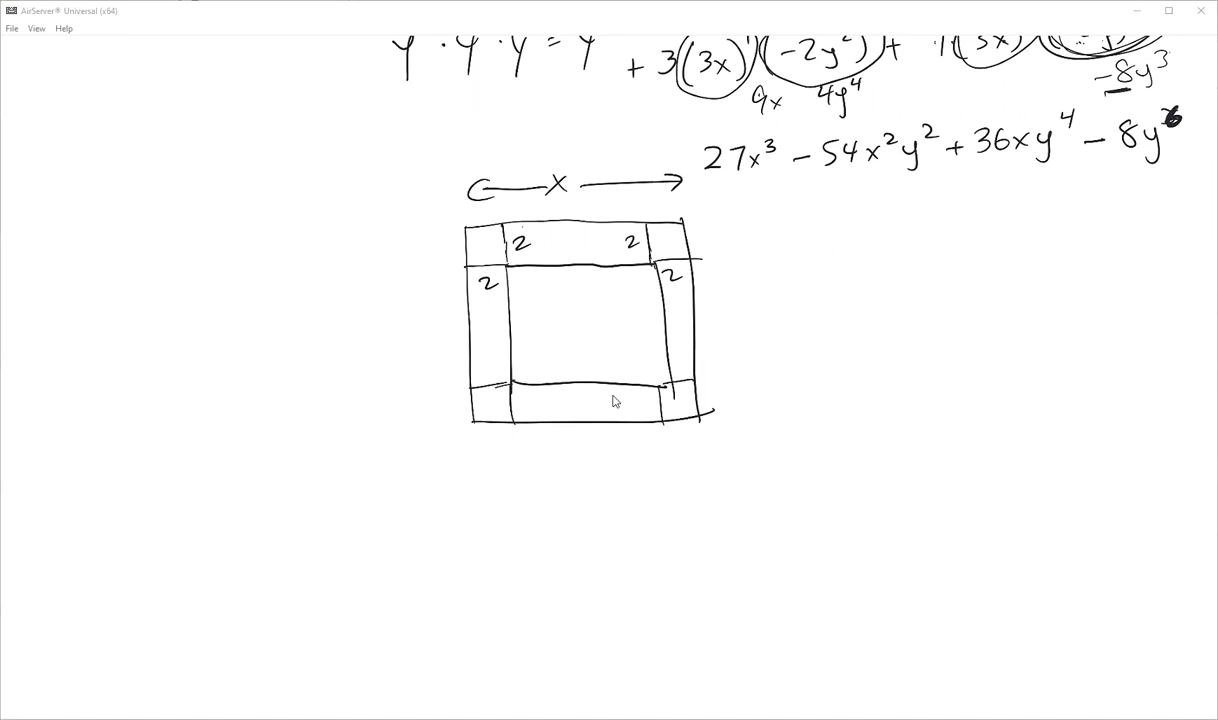 AirServer® Universal (x64)
File View Help
y · y · y = y + 3(3x)¹(-2y²) +
9x 4y⁴ -8y³
27x³ - 54x²y² + 36xy⁴ - 8y⁶
x
2 2
2 2